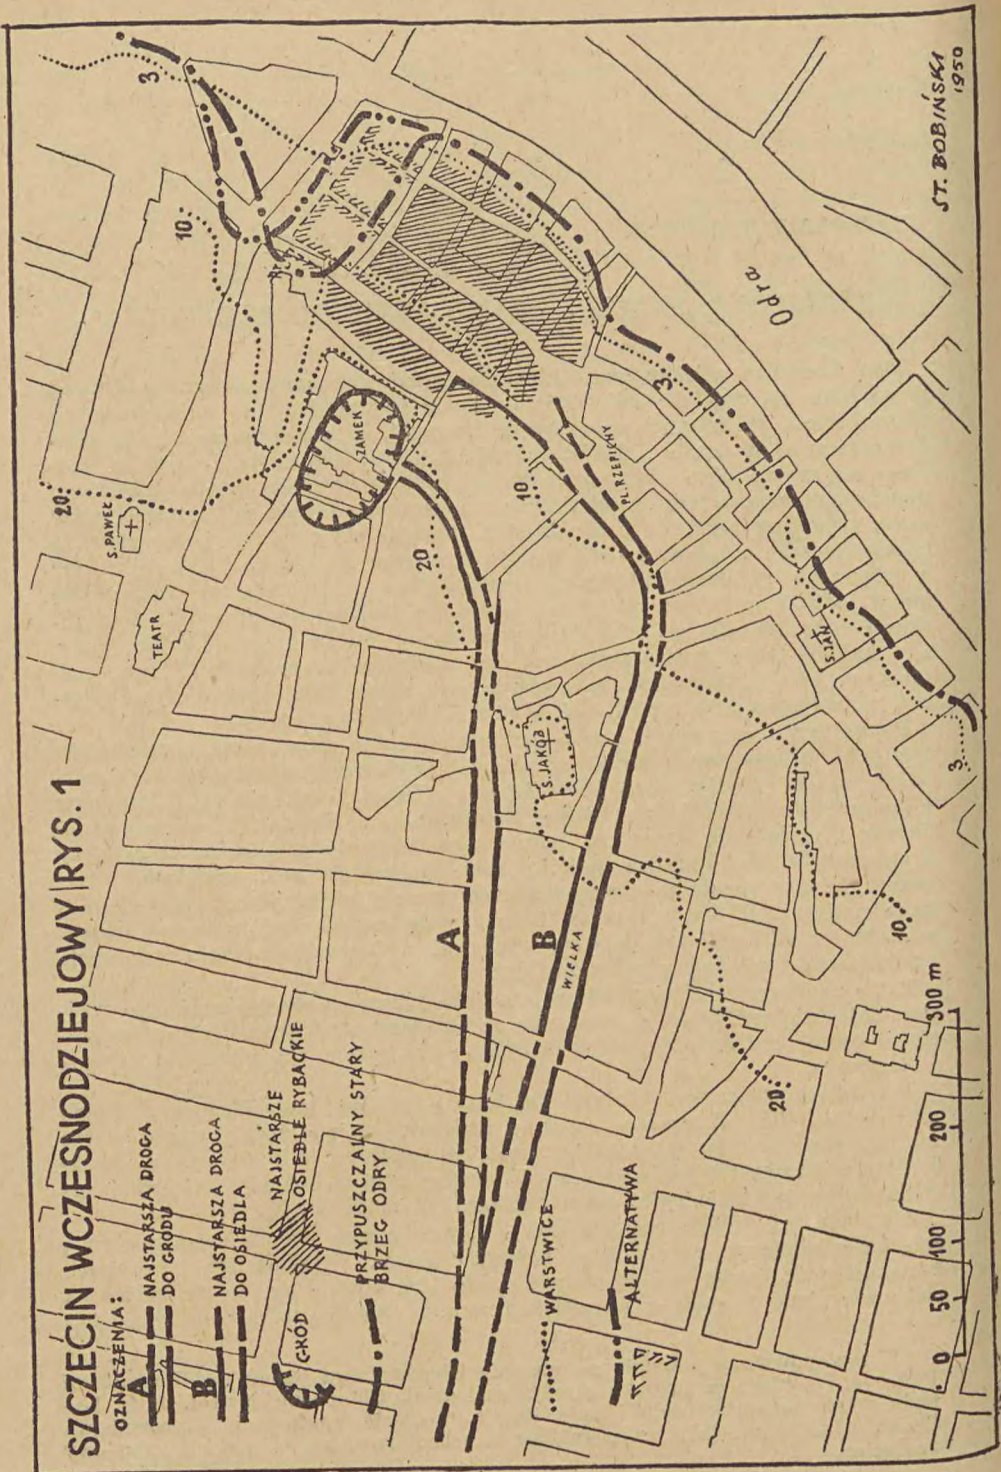 SZCZECIN WCZESNODZIEJOWY|RYS. 1
OZNACZENIA:
A
NAJSTARSZA DROGA
DO GRODU
B
NAJSTARSZA DROGA
DO OSIEDLA
GRÓD
NAJSTARSZE
OSIEDLE RYBACKIE
PRZYPUSZCZALNY STARY
BRZEG ODRY
WARSTWICE
ALTERNATYWA
0
50
100
200
300 m
A
B
WIELKA
TEATR
S. PAWEŁ
ZAMEK
S. JAKÓB
PL. RZEPICHY
S. JAN
Odra
20
20
20
10
10
10
3
3
3
ST. BOBIŃSKI
1950